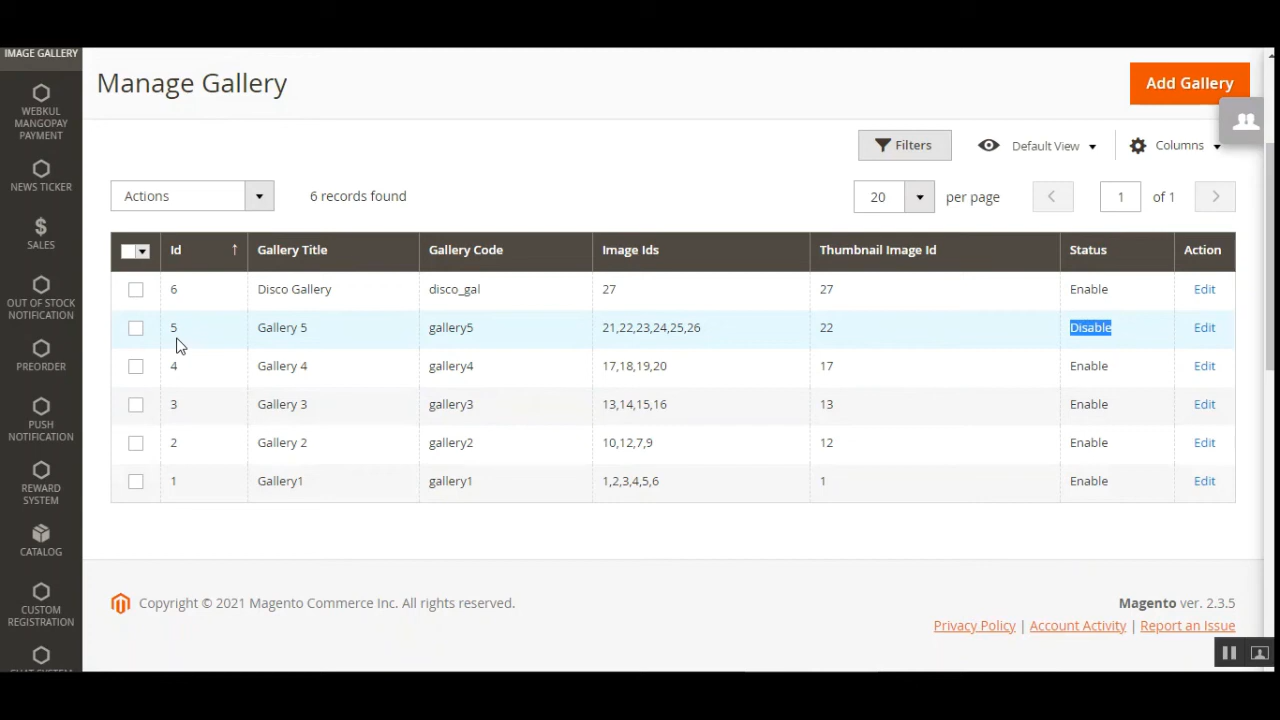 IMAGE GALLERY
Manage Gallery
Add Gallery
WEBKUL
MANGOPAY
PAYMENT
Filters
Default View
Columns
NEWS TICKER
Actions
6 records found
20
per page
1
of 1
SALES
Id ↑ Gallery Title Gallery Code Image Ids Thumbnail Image Id Status Action
6 Disco Gallery disco_gal 27 27 Enable Edit
5 Gallery 5 gallery5 21,22,23,24,25,26 22 Disable Edit
4 Gallery 4 gallery4 17,18,19,20 17 Enable Edit
3 Gallery 3 gallery3 13,14,15,16 13 Enable Edit
2 Gallery 2 gallery2 10,12,7,9 12 Enable Edit
1 Gallery1 gallery1 1,2,3,4,5,6 1 Enable Edit
OUT OF STOCK
NOTIFICATION
PREORDER
PUSH
NOTIFICATION
REWARD
SYSTEM
CATALOG
CUSTOM
REGISTRATION
CHAT SYSTEM
Copyright © 2021 Magento Commerce Inc. All rights reserved.
Magento ver. 2.3.5
Privacy Policy | Account Activity | Report an Issue